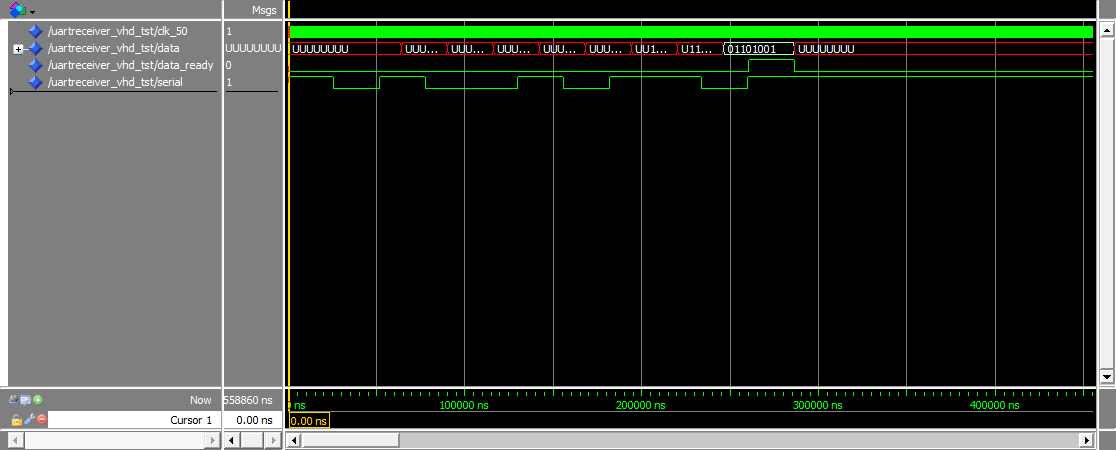 Msgs
/uartreceiver_vhd_tst/clk_50 1
/uartreceiver_vhd_tst/data UUUUUUUU UUUUUUUU UUU... UUU... UUU... UUU... UUU... UU1... U11... 01101001 UUUUUUUU
/uartreceiver_vhd_tst/data_ready 0
/uartreceiver_vhd_tst/serial 1
Now 558860 ns ns 100000 ns 200000 ns 300000 ns 400000 ns
Cursor 1 0.00 ns 0.00 ns